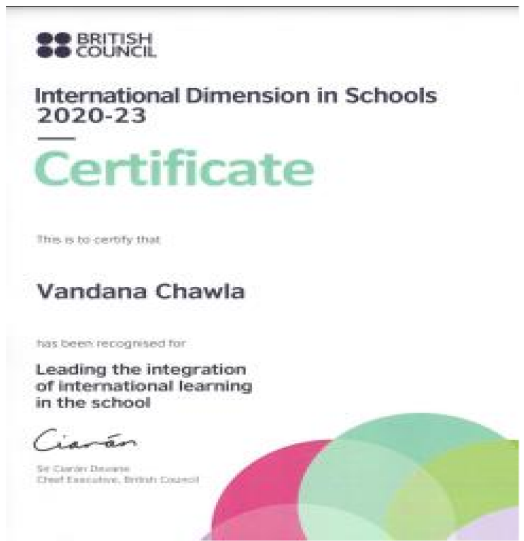 BRITISH
COUNCIL
International Dimension in Schools
2020-23
Certificate
This is to certify that
Vandana Chawla
has been recognised for
Leading the integration
of international learning
in the school
Ciarán
Sir Ciarán Devane
Chief Executive, British Council